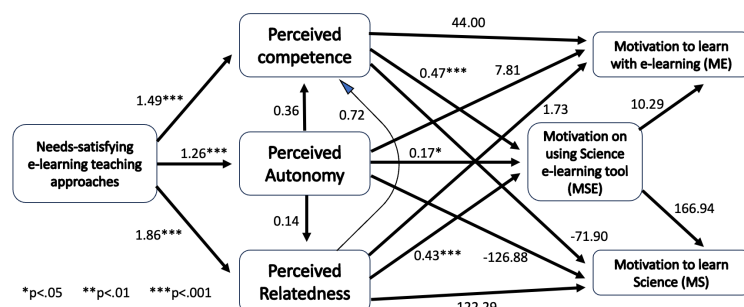 44.00
Perceived
competence
Motivation to learn
with e-learning (ME)
0.47***
7.81
1.49***
0.36
0.72
1.73
10.29
Needs-satisfying
e-learning teaching
approaches
1.26***
Perceived
Autonomy
0.17*
Motivation on
using Science
e-learning tool
(MSE)
0.14
166.94
1.86***
0.43***
-126.88
-71.90
Perceived
Relatedness
Motivation to learn
Science (MS)
*p<.05 **p<.01 ***p<.001